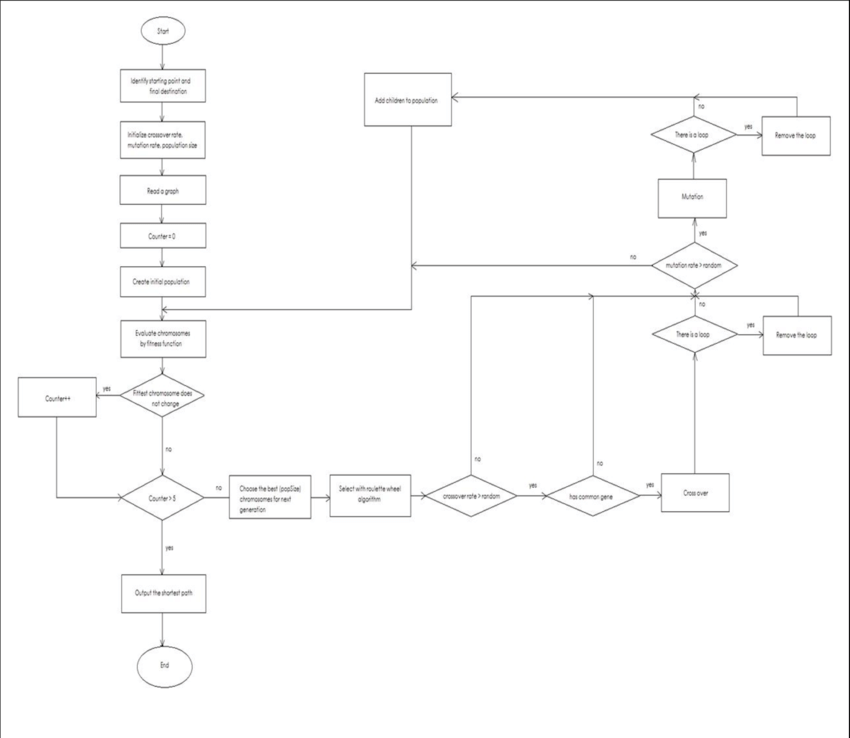 Start
Identify starting point and
final destination
Initialize crossover rate,
mutation rate, population size
Read a graph
Counter = 0
Create initial population
Evaluate chromosomes
by fitness function
Fittest chromosome does
not change
yes
Counter++
no
Counter > 5
no
Choose the best (popSize)
chromosomes for next
generation
Select with roulette wheel
algorithm
crossover rate > random
no
yes
has common gene
no
yes
Cross over
There is a loop
yes
Remove the loop
no
mutation rate > random
no
yes
Mutation
There is a loop
yes
Remove the loop
no
Add children to population
yes
Output the shortest path
End